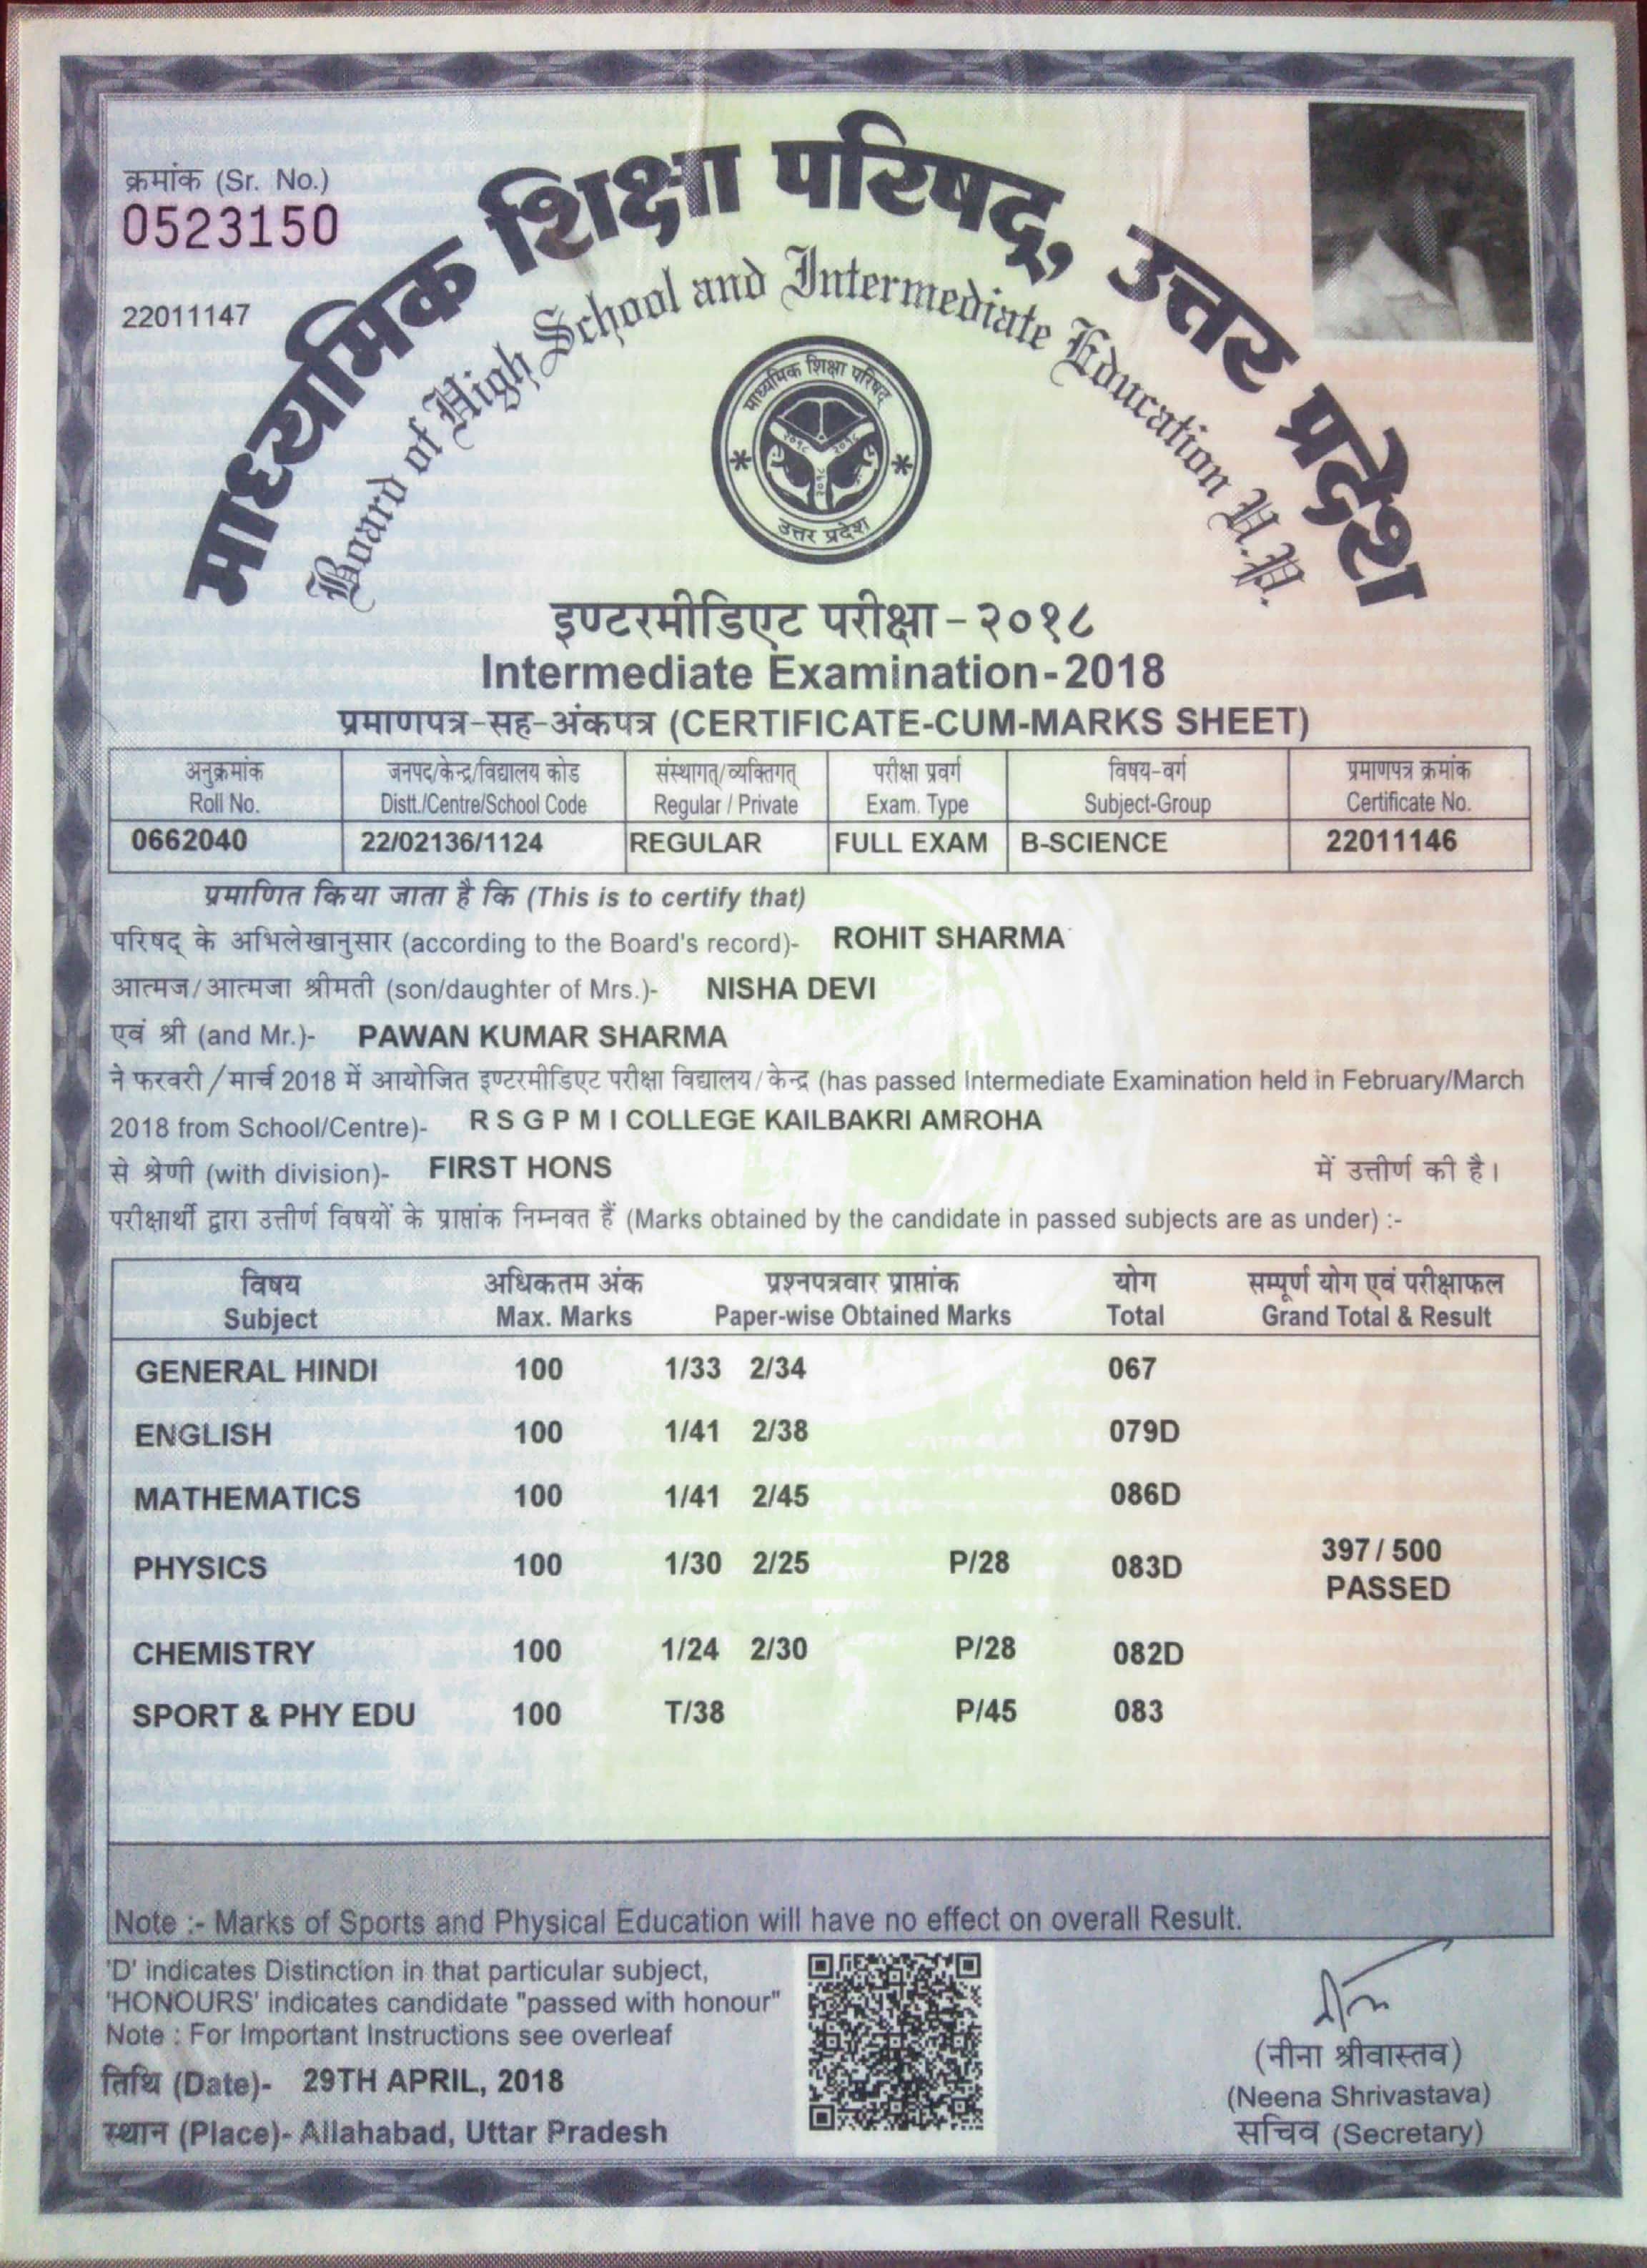 क्रमांक (Sr. No.)
0523150
22011147
माध्यमिक शिक्षा परिषद्, उत्तर प्रदेश
Board of High School and Intermediate Education U.P.
माध्यमिक शिक्षा परिषद
२०१८ २०१८
२०१८
उत्तर प्रदेश
इण्टरमीडिएट परीक्षा - २०१८
Intermediate Examination - 2018
प्रमाणपत्र-सह-अंकपत्र (CERTIFICATE-CUM-MARKS SHEET)
अनुक्रमांक जनपद/केन्द्र/विद्यालय कोड संस्थागत्/व्यक्तिगत् परीक्षा प्रवर्ग विषय-वर्ग प्रमाणपत्र क्रमांक
Roll No. Distt./Centre/School Code Regular / Private Exam. Type Subject-Group Certificate No.
0662040 22/02136/1124 REGULAR FULL EXAM B-SCIENCE 22011146
प्रमाणित किया जाता है कि (This is to certify that)
परिषद् के अभिलेखानुसार (according to the Board's record)- ROHIT SHARMA
आत्मज/आत्मजा श्रीमती (son/daughter of Mrs.)- NISHA DEVI
एवं श्री (and Mr.)- PAWAN KUMAR SHARMA
ने फरवरी/मार्च 2018 में आयोजित इण्टरमीडिएट परीक्षा विद्यालय/केन्द्र (has passed Intermediate Examination held in February/March
2018 from School/Centre)- R S G P M I COLLEGE KAILBAKRI AMROHA
से श्रेणी (with division)- FIRST HONS में उत्तीर्ण की है।
परीक्षार्थी द्वारा उत्तीर्ण विषयों के प्राप्तांक निम्नवत हैं (Marks obtained by the candidate in passed subjects are as under) :-
विषय अधिकतम अंक प्रश्नपत्रवार प्राप्तांक योग सम्पूर्ण योग एवं परीक्षाफल
Subject Max. Marks Paper-wise Obtained Marks Total Grand Total & Result
GENERAL HINDI 100 1/33 2/34 067
ENGLISH 100 1/41 2/38 079D
MATHEMATICS 100 1/41 2/45 086D
PHYSICS 100 1/30 2/25 P/28 083D 397 / 500
PASSED
CHEMISTRY 100 1/24 2/30 P/28 082D
SPORT & PHY EDU 100 T/38 P/45 083
Note :- Marks of Sports and Physical Education will have no effect on overall Result.
'D' indicates Distinction in that particular subject,
'HONOURS' indicates candidate "passed with honour"
Note : For Important Instructions see overleaf
तिथि (Date)- 29TH APRIL, 2018
स्थान (Place)- Allahabad, Uttar Pradesh
(नीना श्रीवास्तव)
(Neena Shrivastava)
सचिव (Secretary)